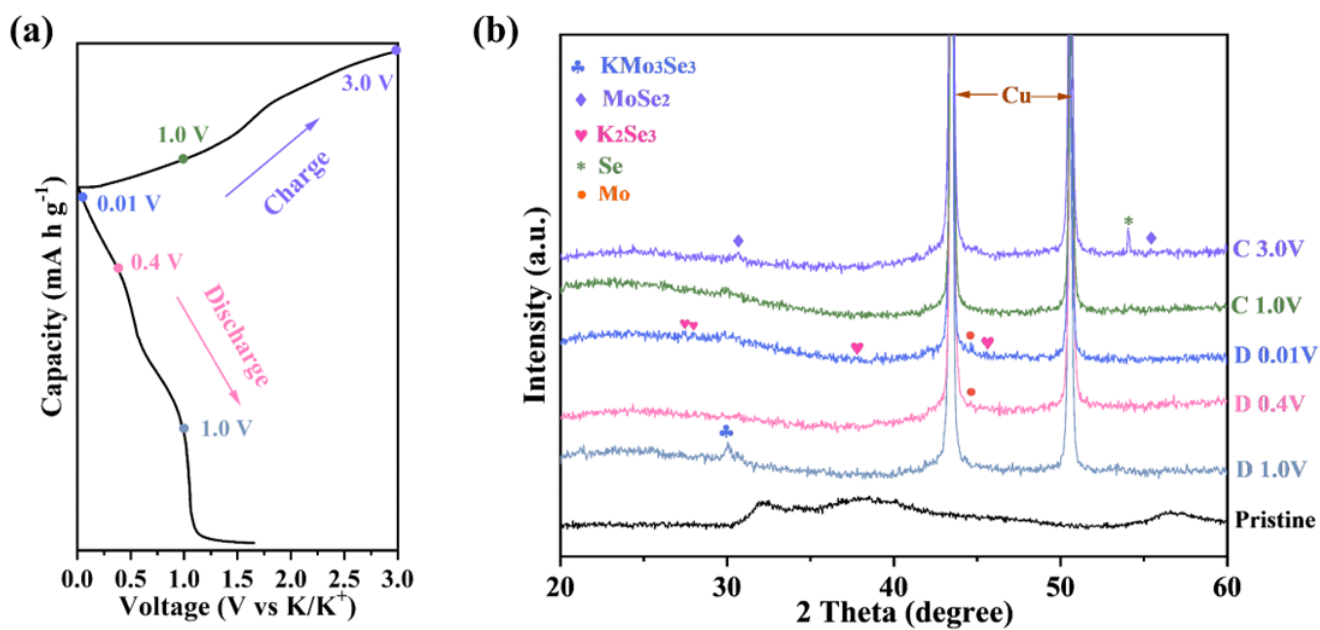 (a)
3.0 V
1.0 V
0.01 V
Charge
0.4 V
Discharge
1.0 V
Capacity (mA h g⁻¹)
0.0 0.5 1.0 1.5 2.0 2.5 3.0
Voltage (V vs K/K⁺)
(b)
♣ KMo₃Se₃
♦ MoSe₂
♥ K₂Se₃
* Se
● Mo
Cu
C 3.0V
C 1.0V
D 0.01V
D 0.4V
D 1.0V
Pristine
Intensity (a.u.)
20 30 40 50 60
2 Theta (degree)